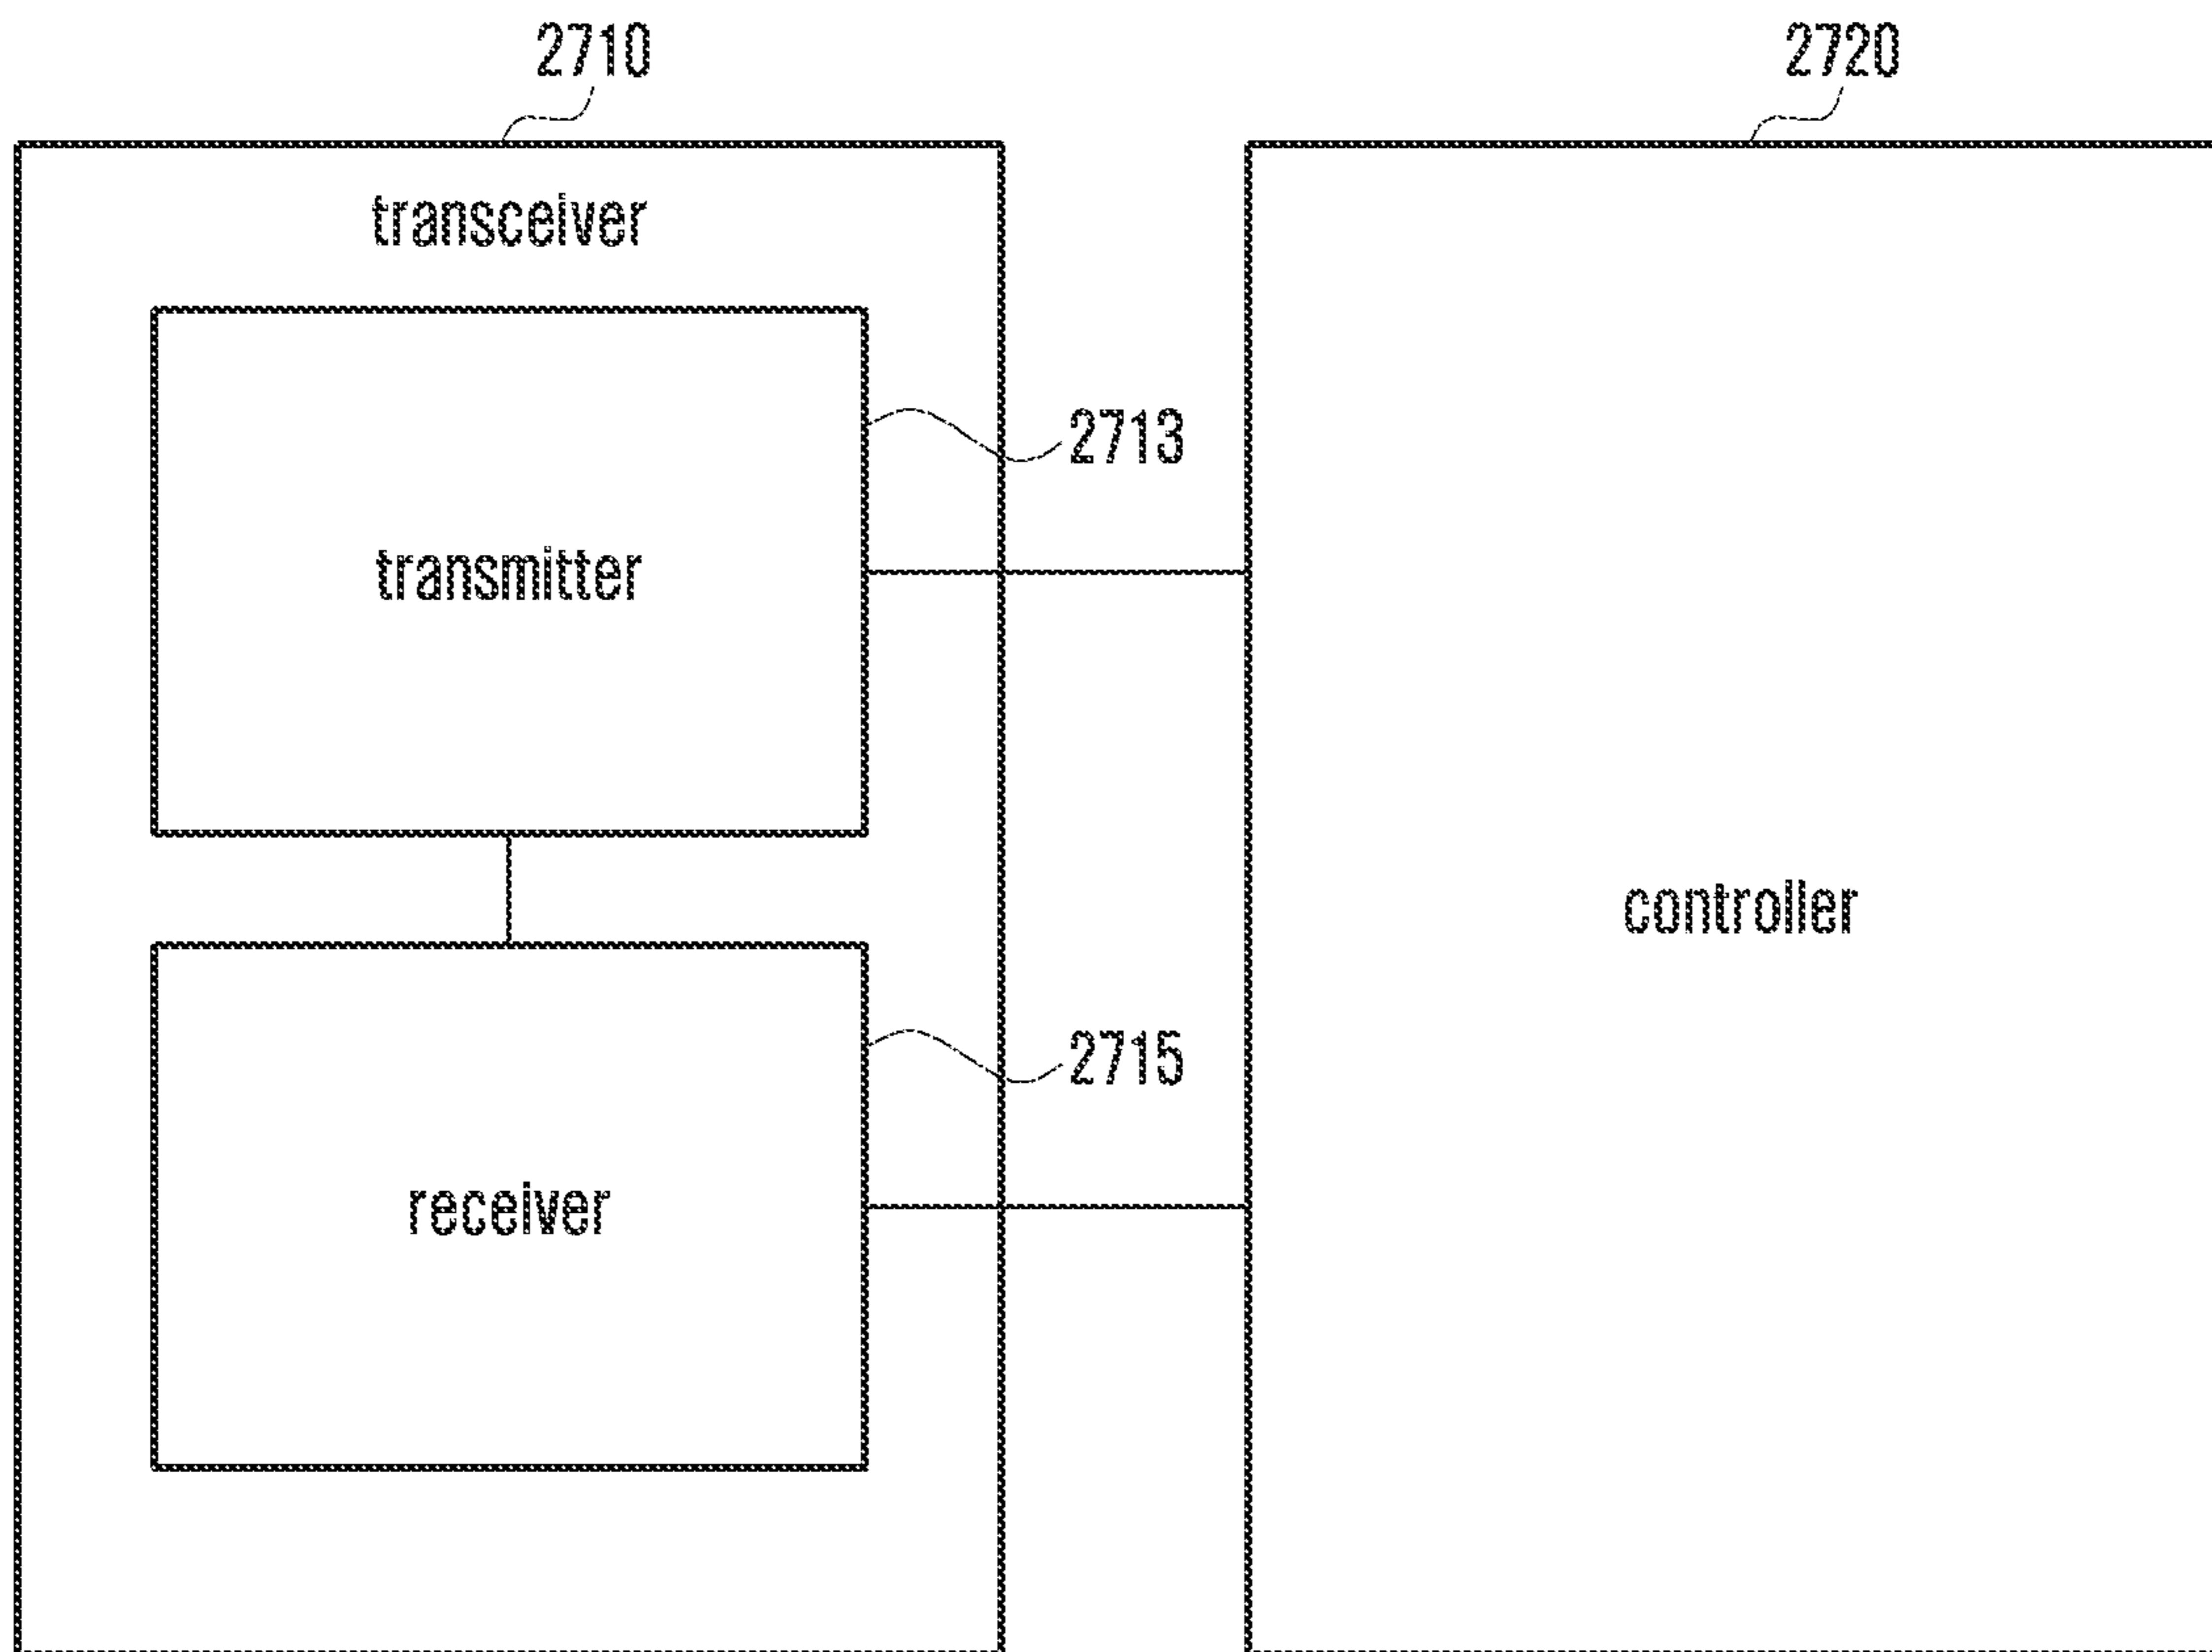 2710
2720
transceiver
2713
transmitter
controller
2715
receiver